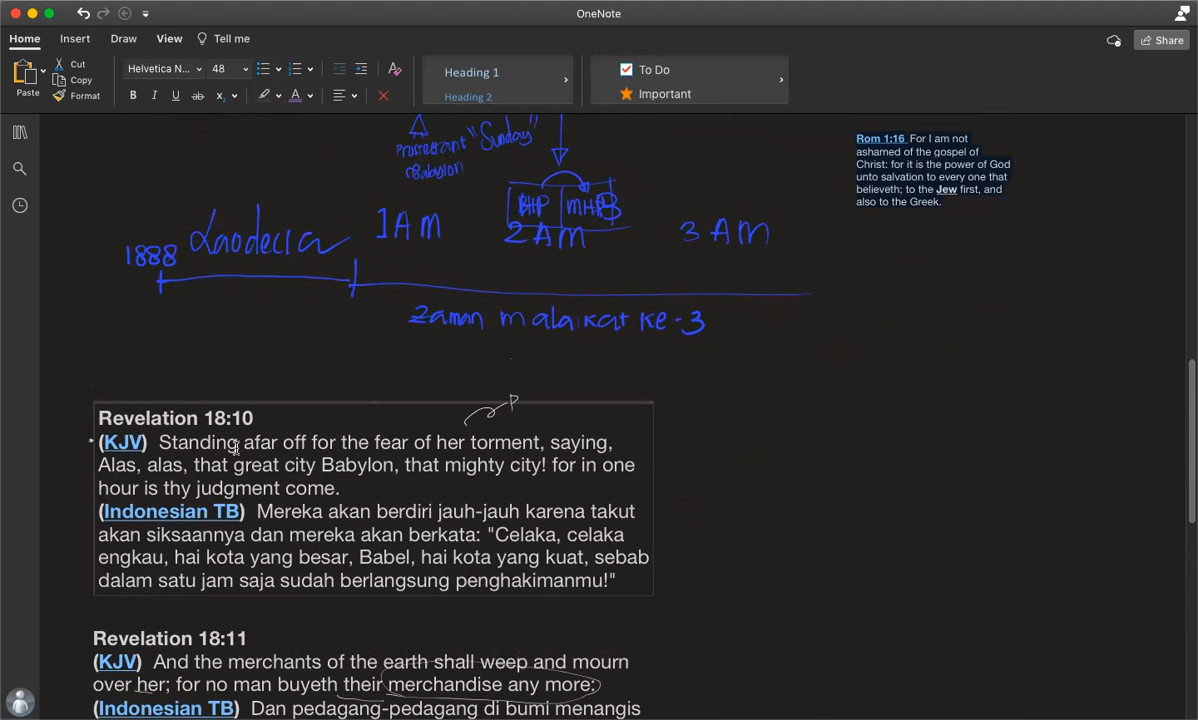 OneNote
Home Insert Draw View Tell me
Share
Paste
Cut
Copy
Format
Helvetica N... 48
B I U
Heading 1
Heading 2
To Do
Important
Protestant "Sunday"
Babylon
Rom 1:16 For I am not
ashamed of the gospel of
Christ: for it is the power of God
unto salvation to every one that
believeth; to the Jew first, and
also to the Greek.
1888
1AM
2AM
3AM
Zaman malaikat ke-3
Revelation 18:10
(KJV) Standing afar off for the fear of her torment, saying,
Alas, alas, that great city Babylon, that mighty city! for in one
hour is thy judgment come.
(Indonesian TB) Mereka akan berdiri jauh-jauh karena takut
akan siksaannya dan mereka akan berkata: "Celaka, celaka
engkau, hai kota yang besar, Babel, hai kota yang kuat, sebab
dalam satu jam saja sudah berlangsung penghakimanmu!"
Revelation 18:11
(KJV) And the merchants of the earth shall weep and mourn
over her; for no man buyeth their merchandise any more:
(Indonesian TB) Dan pedagang-pedagang di bumi menangis